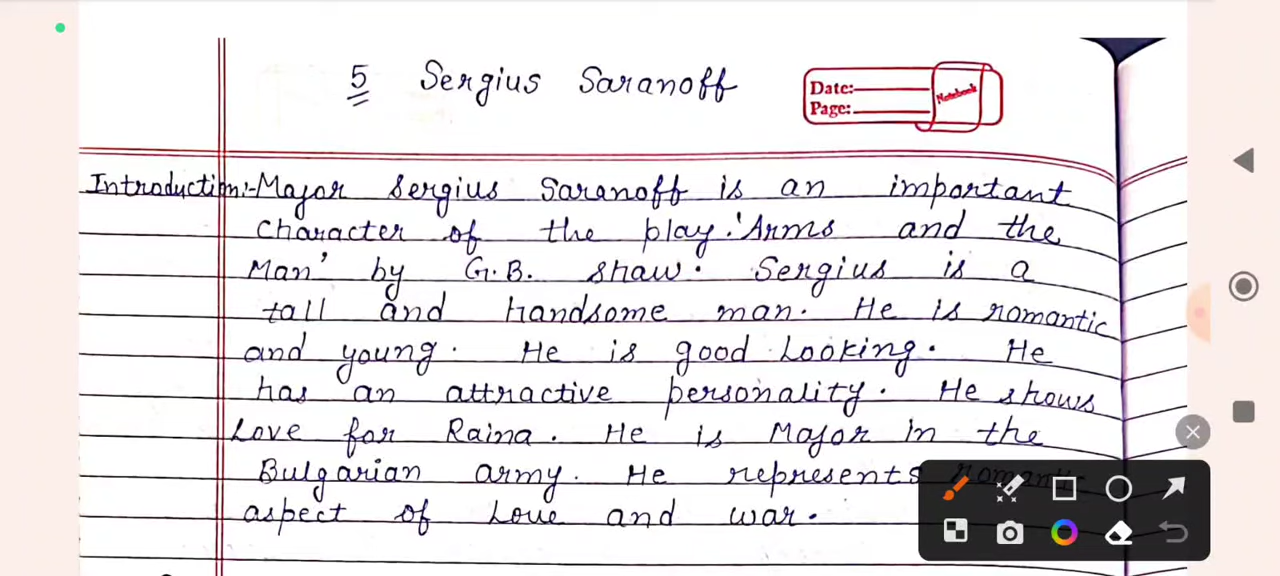 5 Sergius Saranoff
Date:
Page:
Notebook
Introduction:- Major Sergius Saranoff is an important
character of the play 'Arms and the
Man' by G.B. Shaw. Sergius is a
tall and handsome man. He is romantic
and young. He is good Looking. He
has an attractive personality. He shows
Love for Raina. He is Major in the
Bulgarian army. He represents romantic
aspect of Love and war.